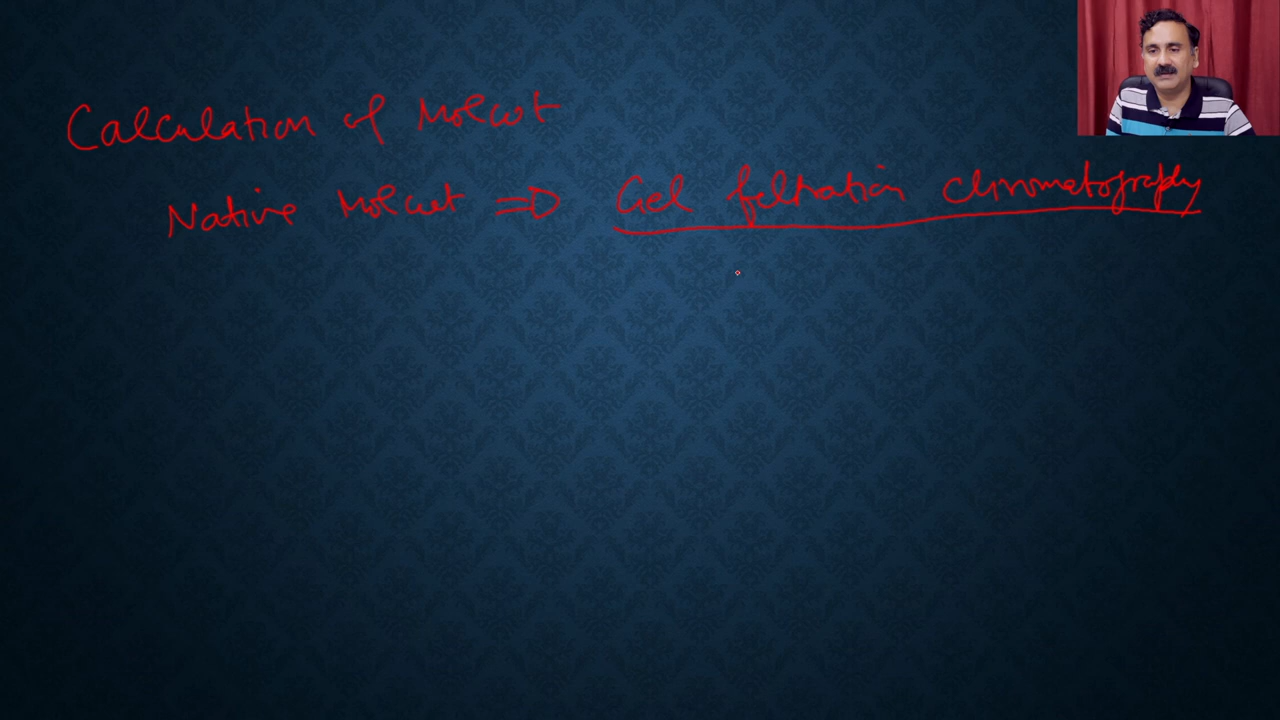 Calculation of Molwt
Native Molwt ⇒ Gel filtration chromatography